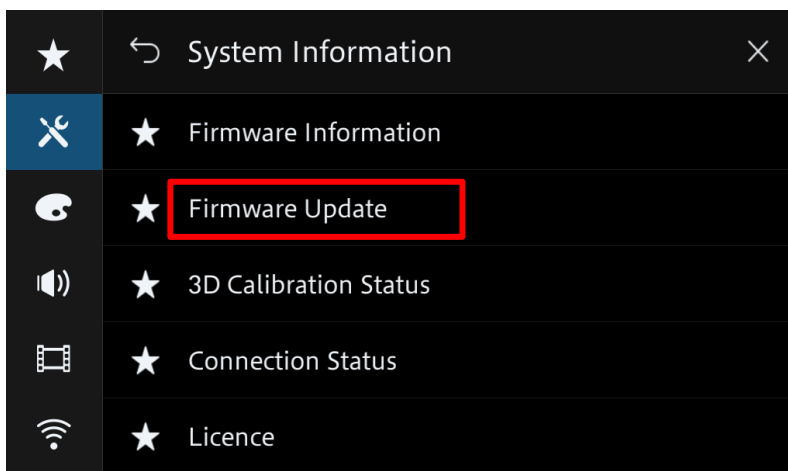 System Information
Firmware Information
Firmware Update
3D Calibration Status
Connection Status
Licence